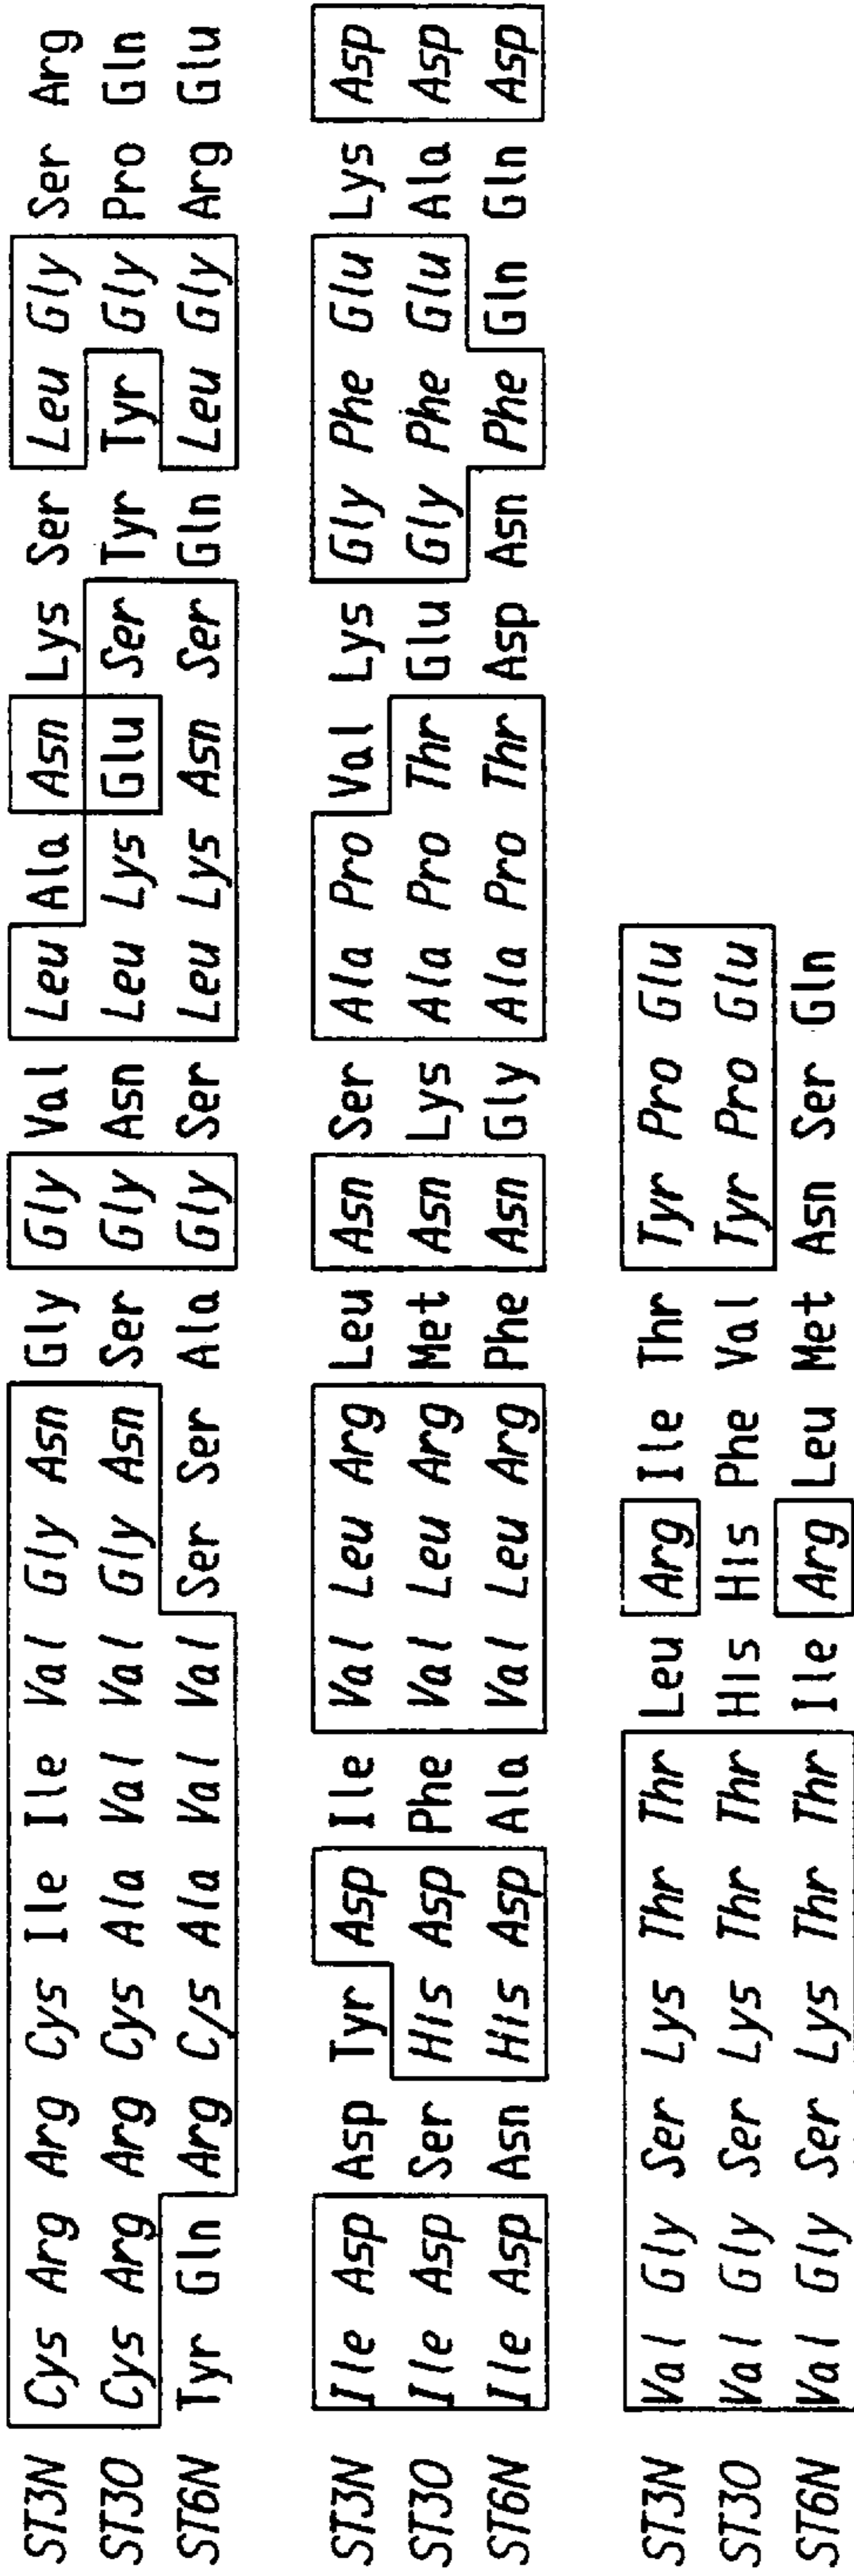 ST3N Cys Arg Arg Cys Ile Ile Val Gly Asn Gly Gly Val Leu Ala Asn Lys Ser Leu Gly Ser Arg
ST3O Cys Arg Arg Cys Ala Val Val Gly Asn Ser Gly Asn Leu Lys Glu Ser Tyr Tyr Gly Pro Gln
ST6N Tyr Gln Arg Cys Ala Val Val Ser Ser Ala Gly Ser Leu Lys Asn Ser Gln Leu Gly Arg Glu
ST3N Ile Asp Asp Tyr Asp Ile Val Leu Arg Leu Asn Ser Ala Pro Val Lys Gly Phe Glu Lys Asp
ST3O Ile Asp Ser His Asp Phe Val Leu Arg Met Asn Lys Ala Pro Thr Glu Gly Phe Glu Ala Asp
ST6N Ile Asp Asn His Asp Ala Val Leu Arg Phe Asn Gly Ala Pro Thr Asp Asn Phe Gln Gln Asp
ST3N Val Gly Ser Lys Thr Thr Leu Arg Ile Thr Tyr Pro Glu
ST3O Val Gly Ser Lys Thr Thr His His Phe Val Tyr Pro Glu
ST6N Val Gly Ser Lys Thr Thr Ile Arg Leu Met Asn Ser Gln